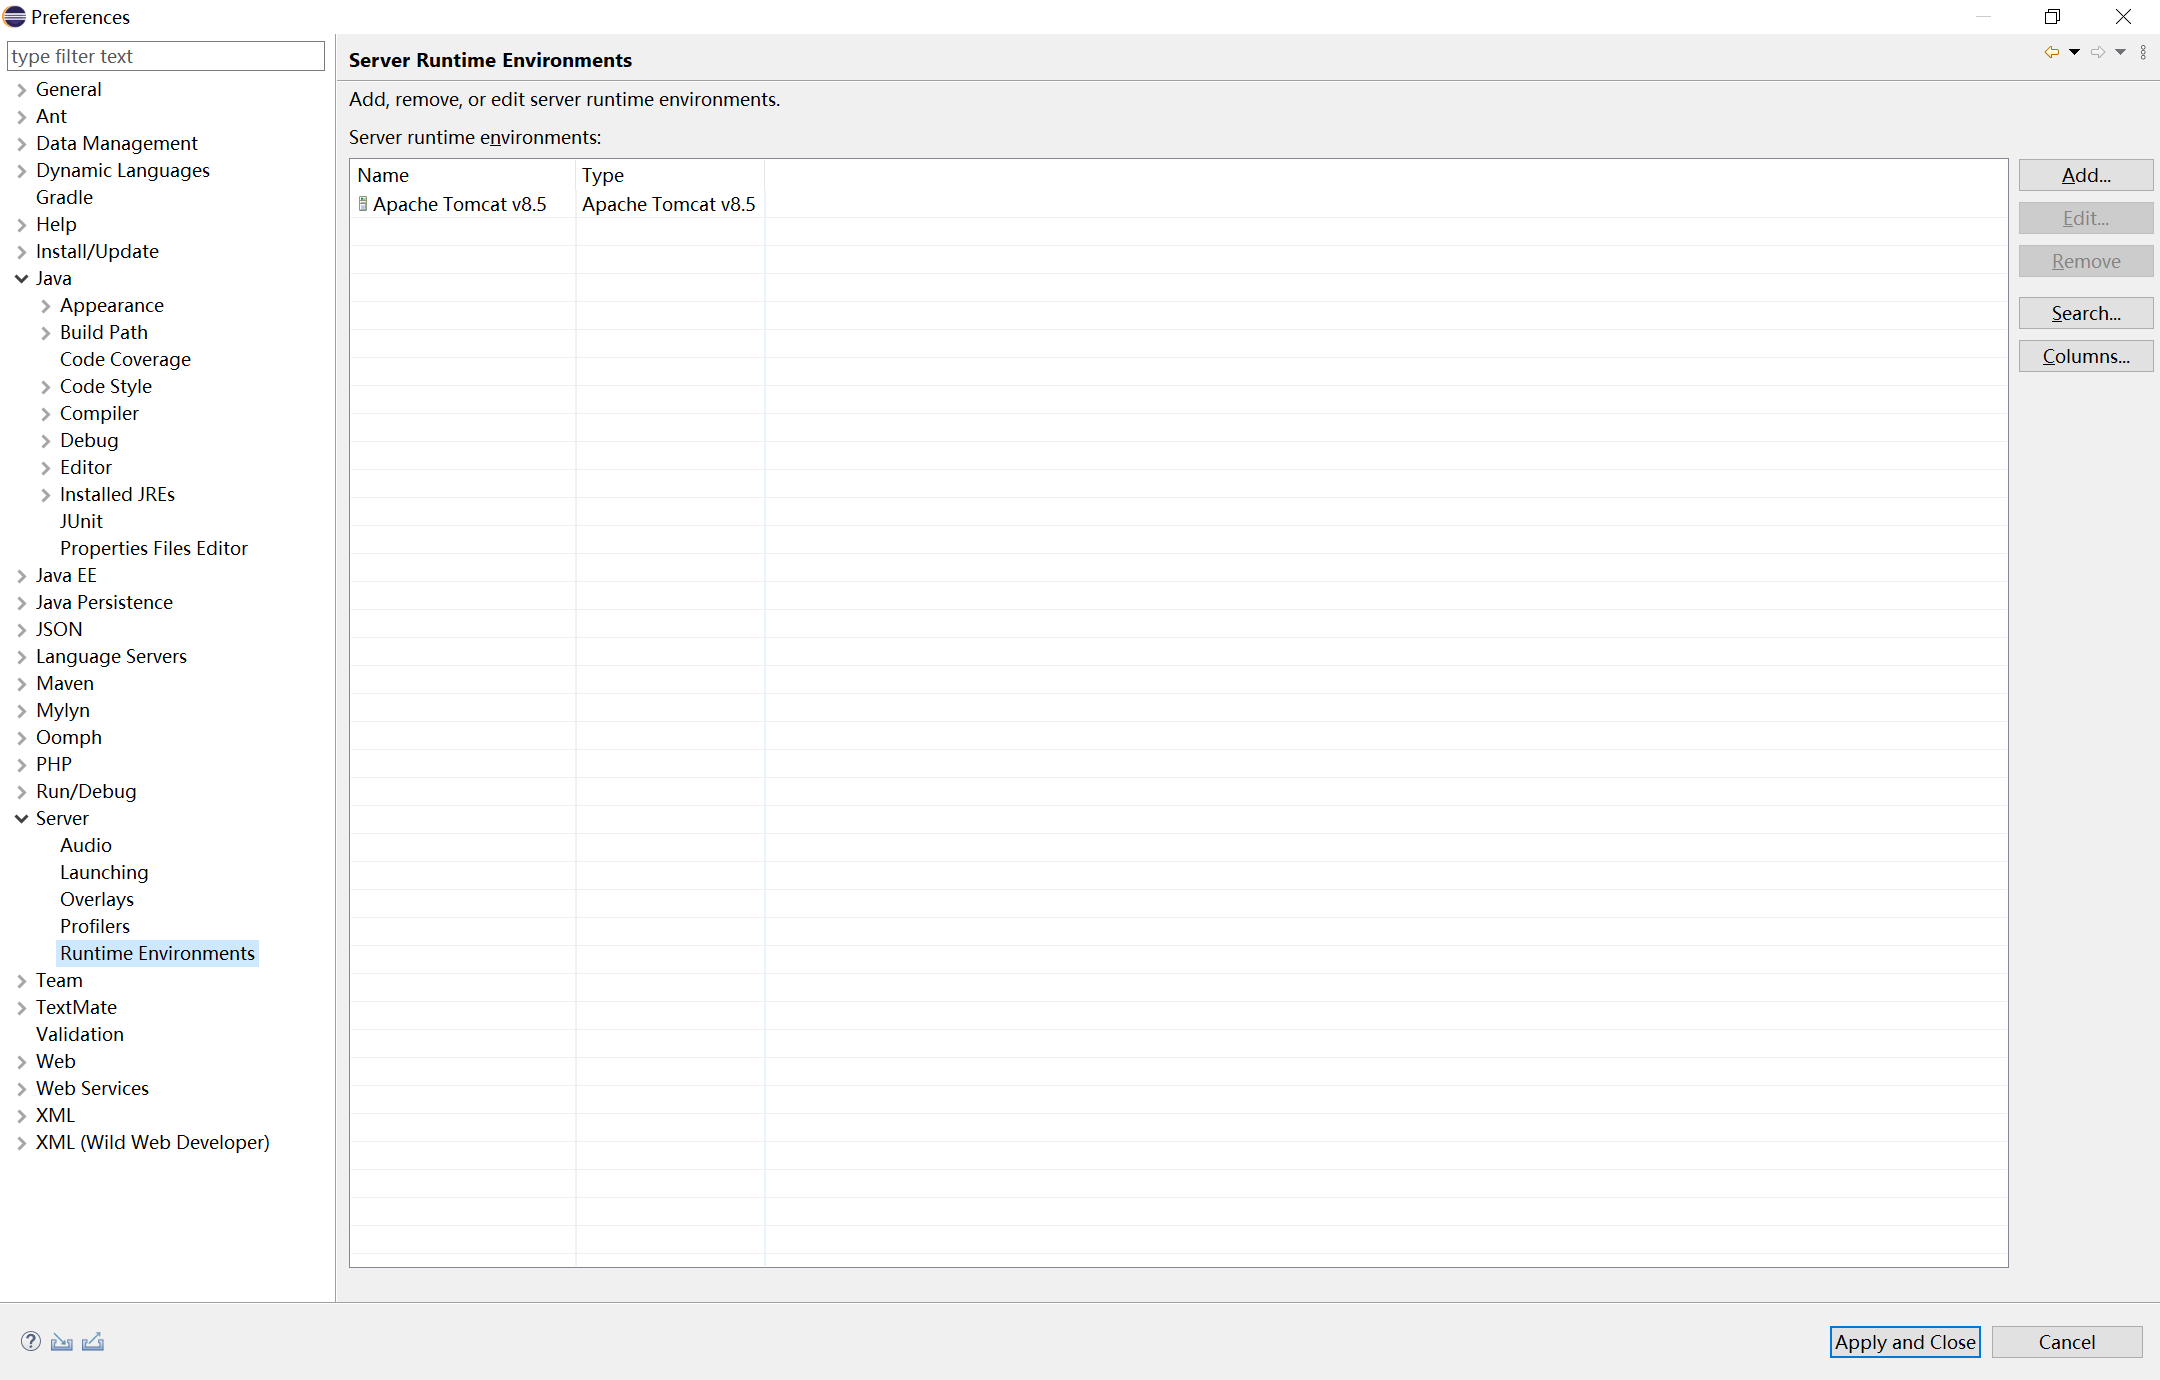 Preferences
type filter text
General
Ant
Data Management
Dynamic Languages
Gradle
Help
Install/Update
Java
Appearance
Build Path
Code Coverage
Code Style
Compiler
Debug
Editor
Installed JREs
JUnit
Properties Files Editor
Java EE
Java Persistence
JSON
Language Servers
Maven
Mylyn
Oomph
PHP
Run/Debug
Server
Audio
Launching
Overlays
Profilers
Runtime Environments
Team
TextMate
Validation
Web
Web Services
XML
XML (Wild Web Developer)
Server Runtime Environments
Add, remove, or edit server runtime environments.
Server runtime environments:
Name Type
Apache Tomcat v8.5 Apache Tomcat v8.5
Add...
Edit...
Remove
Search...
Columns...
Apply and Close
Cancel